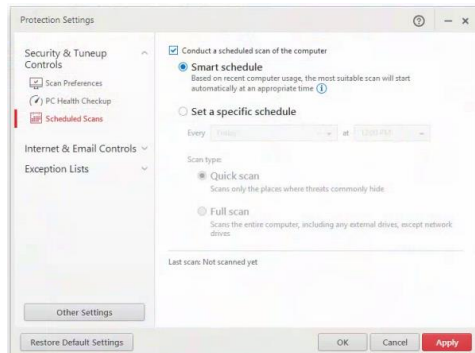 Protection Settings
Security & Tuneup
Controls
Scan Preferences
PC Health Checkup
Scheduled Scans
Internet & Email Controls
Exception Lists
Other Settings
Conduct a scheduled scan of the computer
Smart schedule
Based on recent computer usage, the most suitable scan will start
automatically at an appropriate time
Set a specific schedule
Every Friday at 12:00 PM
Scan type:
Quick scan
Scans only the places where threats commonly hide.
Full scan
Scans the entire computer, including any external drives, except network
drives
Last scan: Not scanned yet
Restore Default Settings
OK Cancel Apply